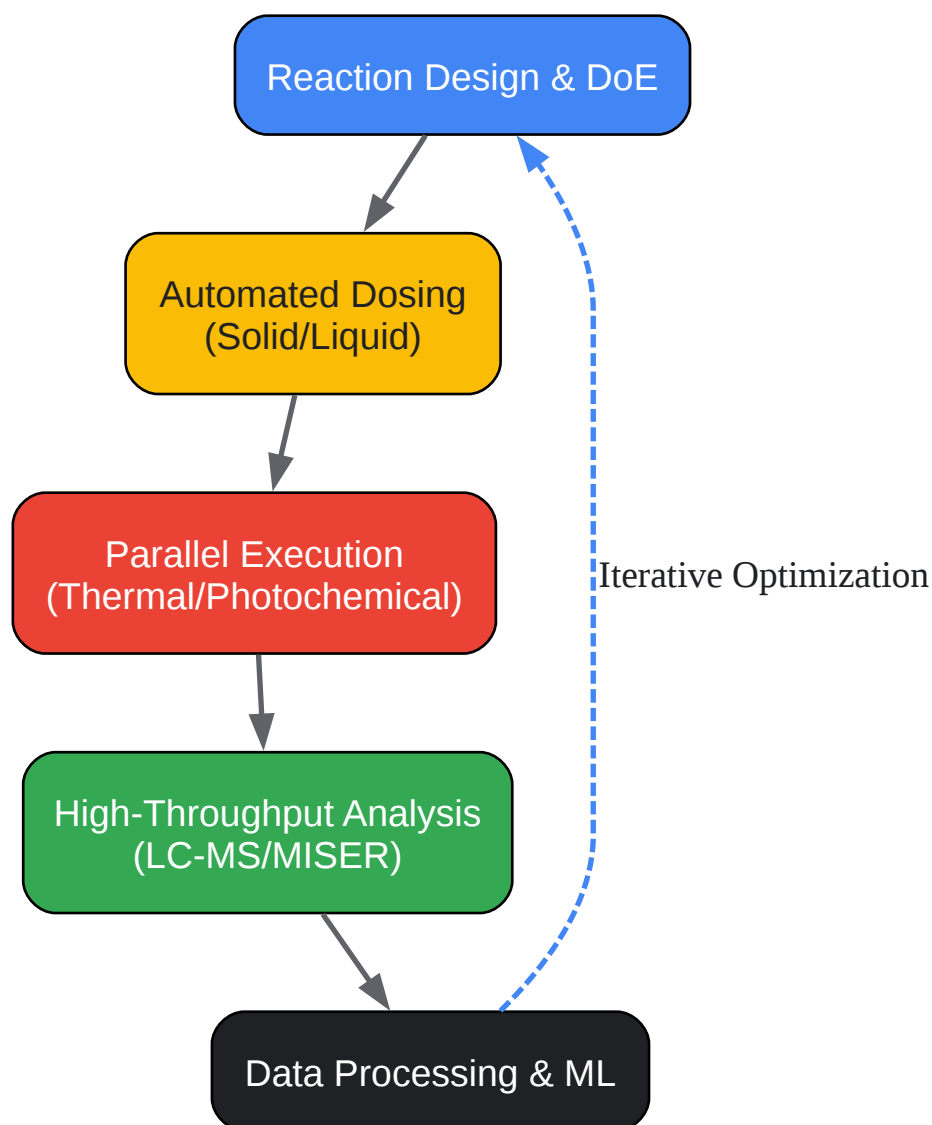 Reaction Design & DoE
Automated Dosing
(Solid/Liquid)
Parallel Execution
(Thermal/Photochemical)
Iterative Optimization
High-Throughput Analysis
(LC-MS/MISER)
Data Processing & ML